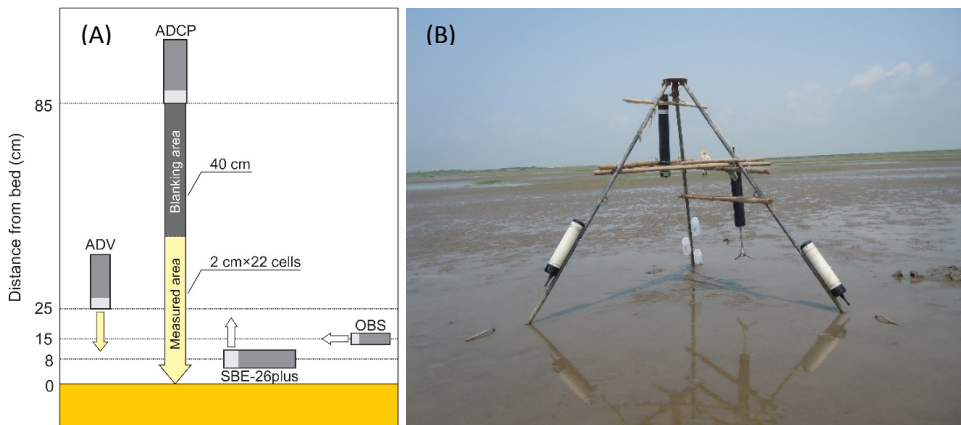 (A)
ADCP
85
Blanking area
40 cm
Distance from bed (cm)
ADV
Measured area
2 cm×22 cells
25
OBS
15
8
SBE-26plus
0
(B)